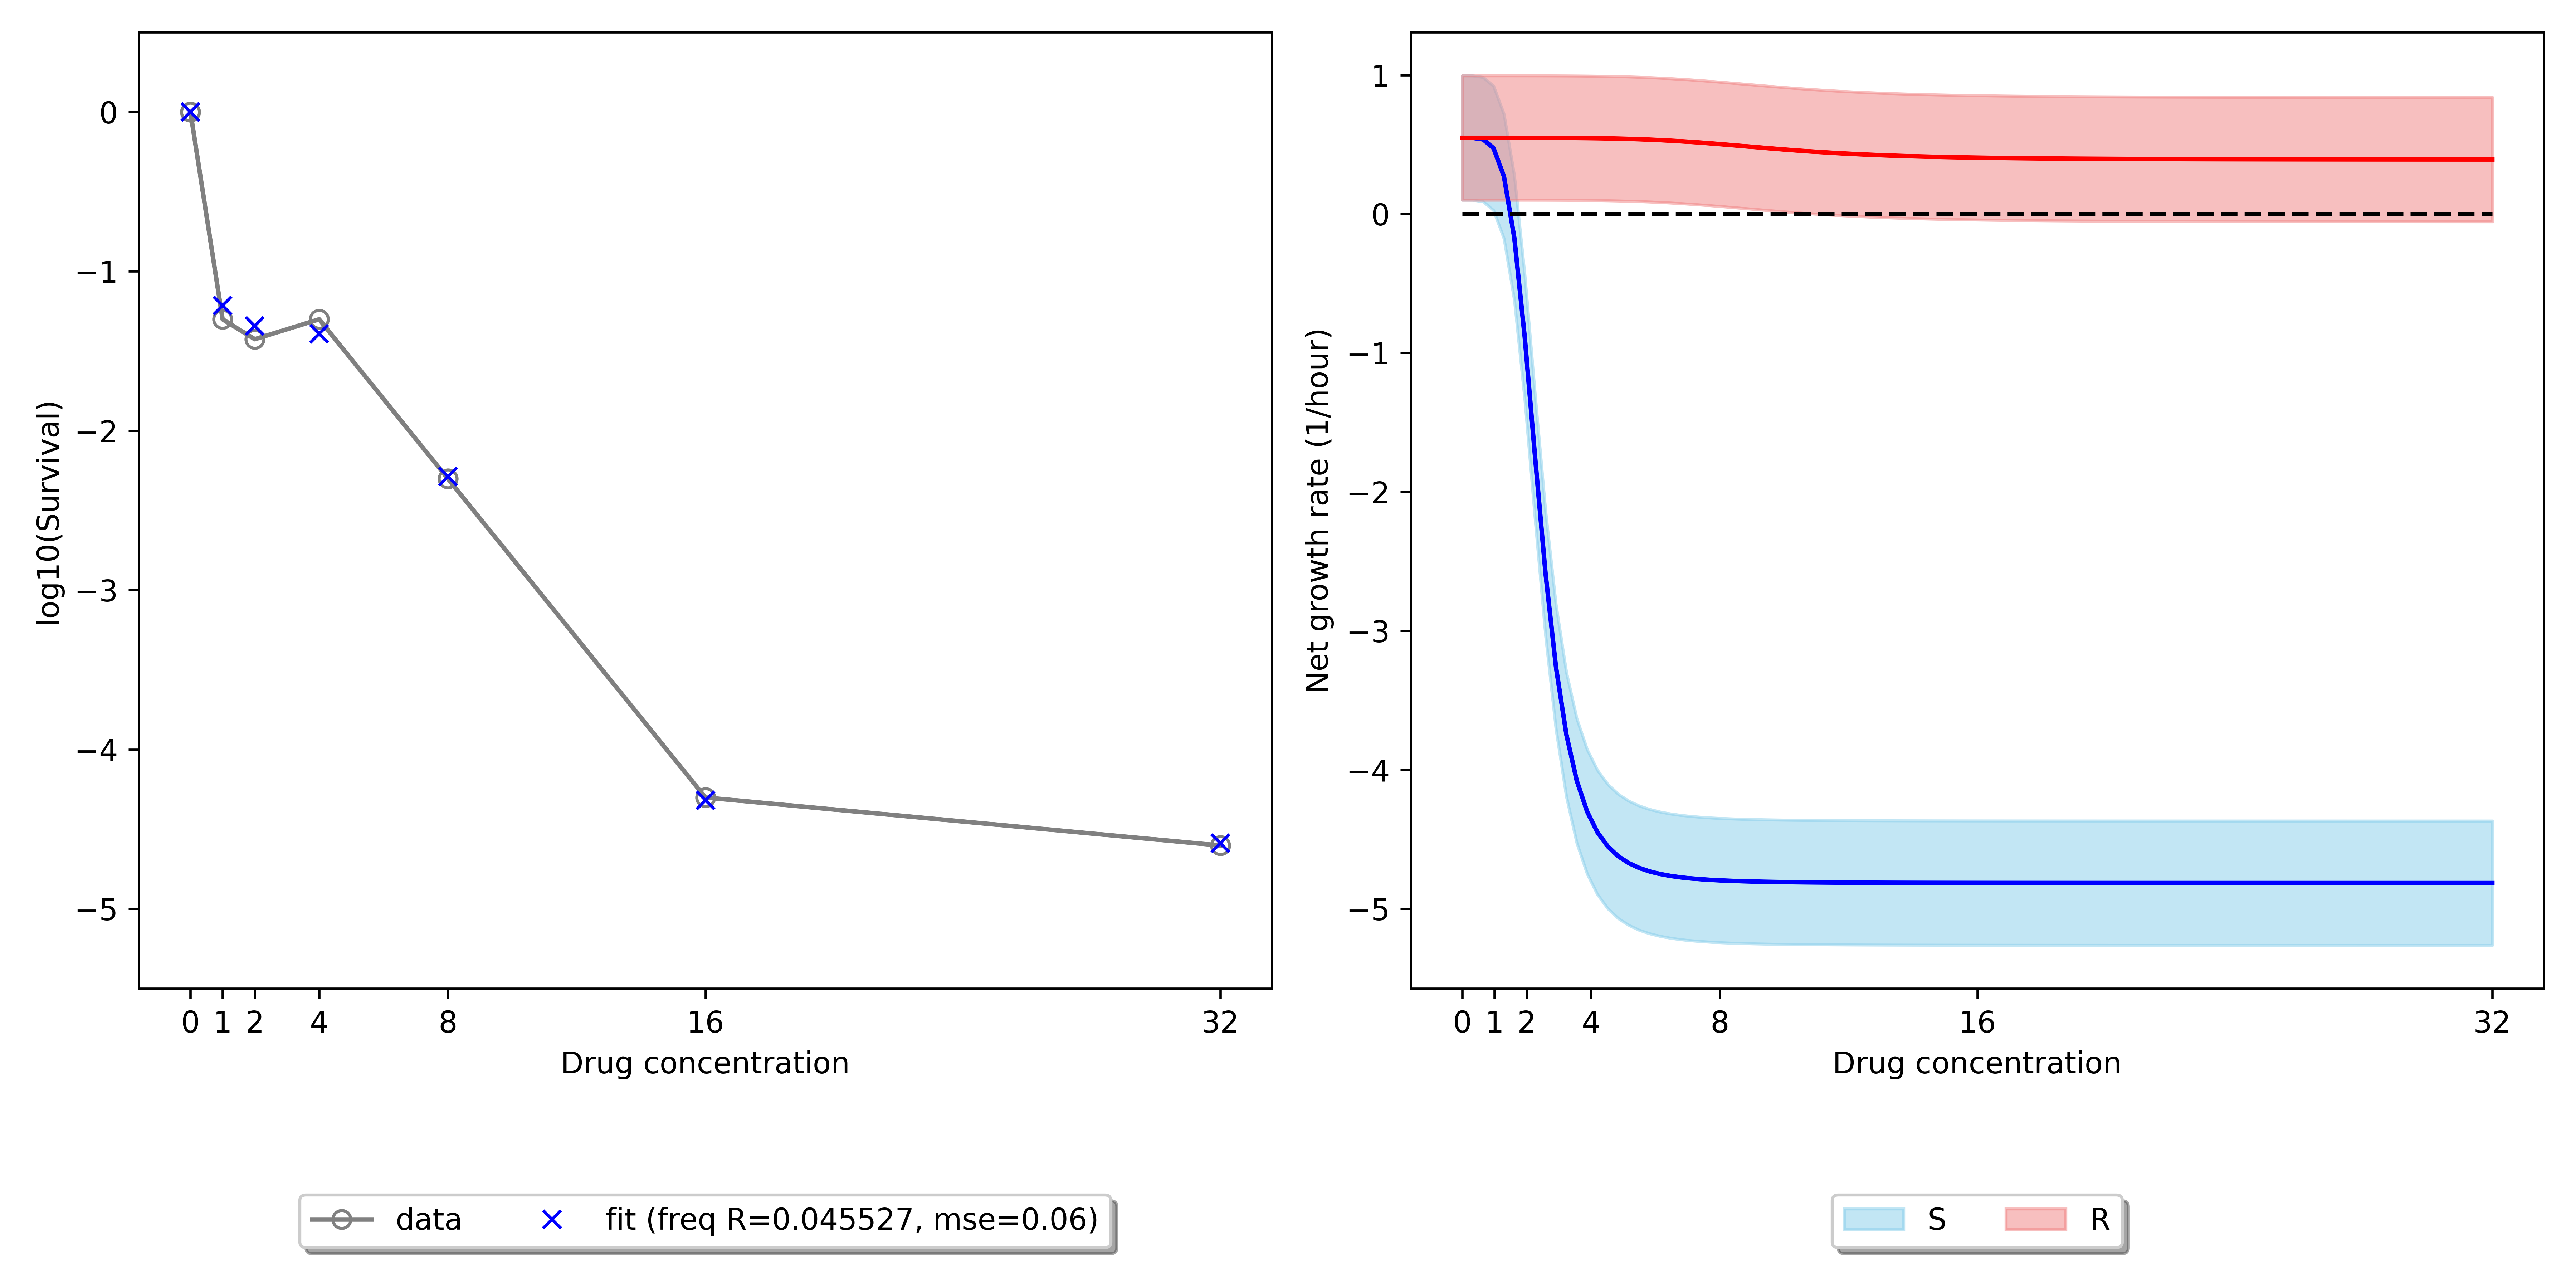 log10(Survival)
0
−1
−2
−3
−4
−5
0 1 2 4 8 16 32
Drug concentration
data fit (freq R=0.045527, mse=0.06)
Net growth rate (1/hour)
1
0
−1
−2
−3
−4
−5
0 1 2 4 8 16 32
Drug concentration
S R